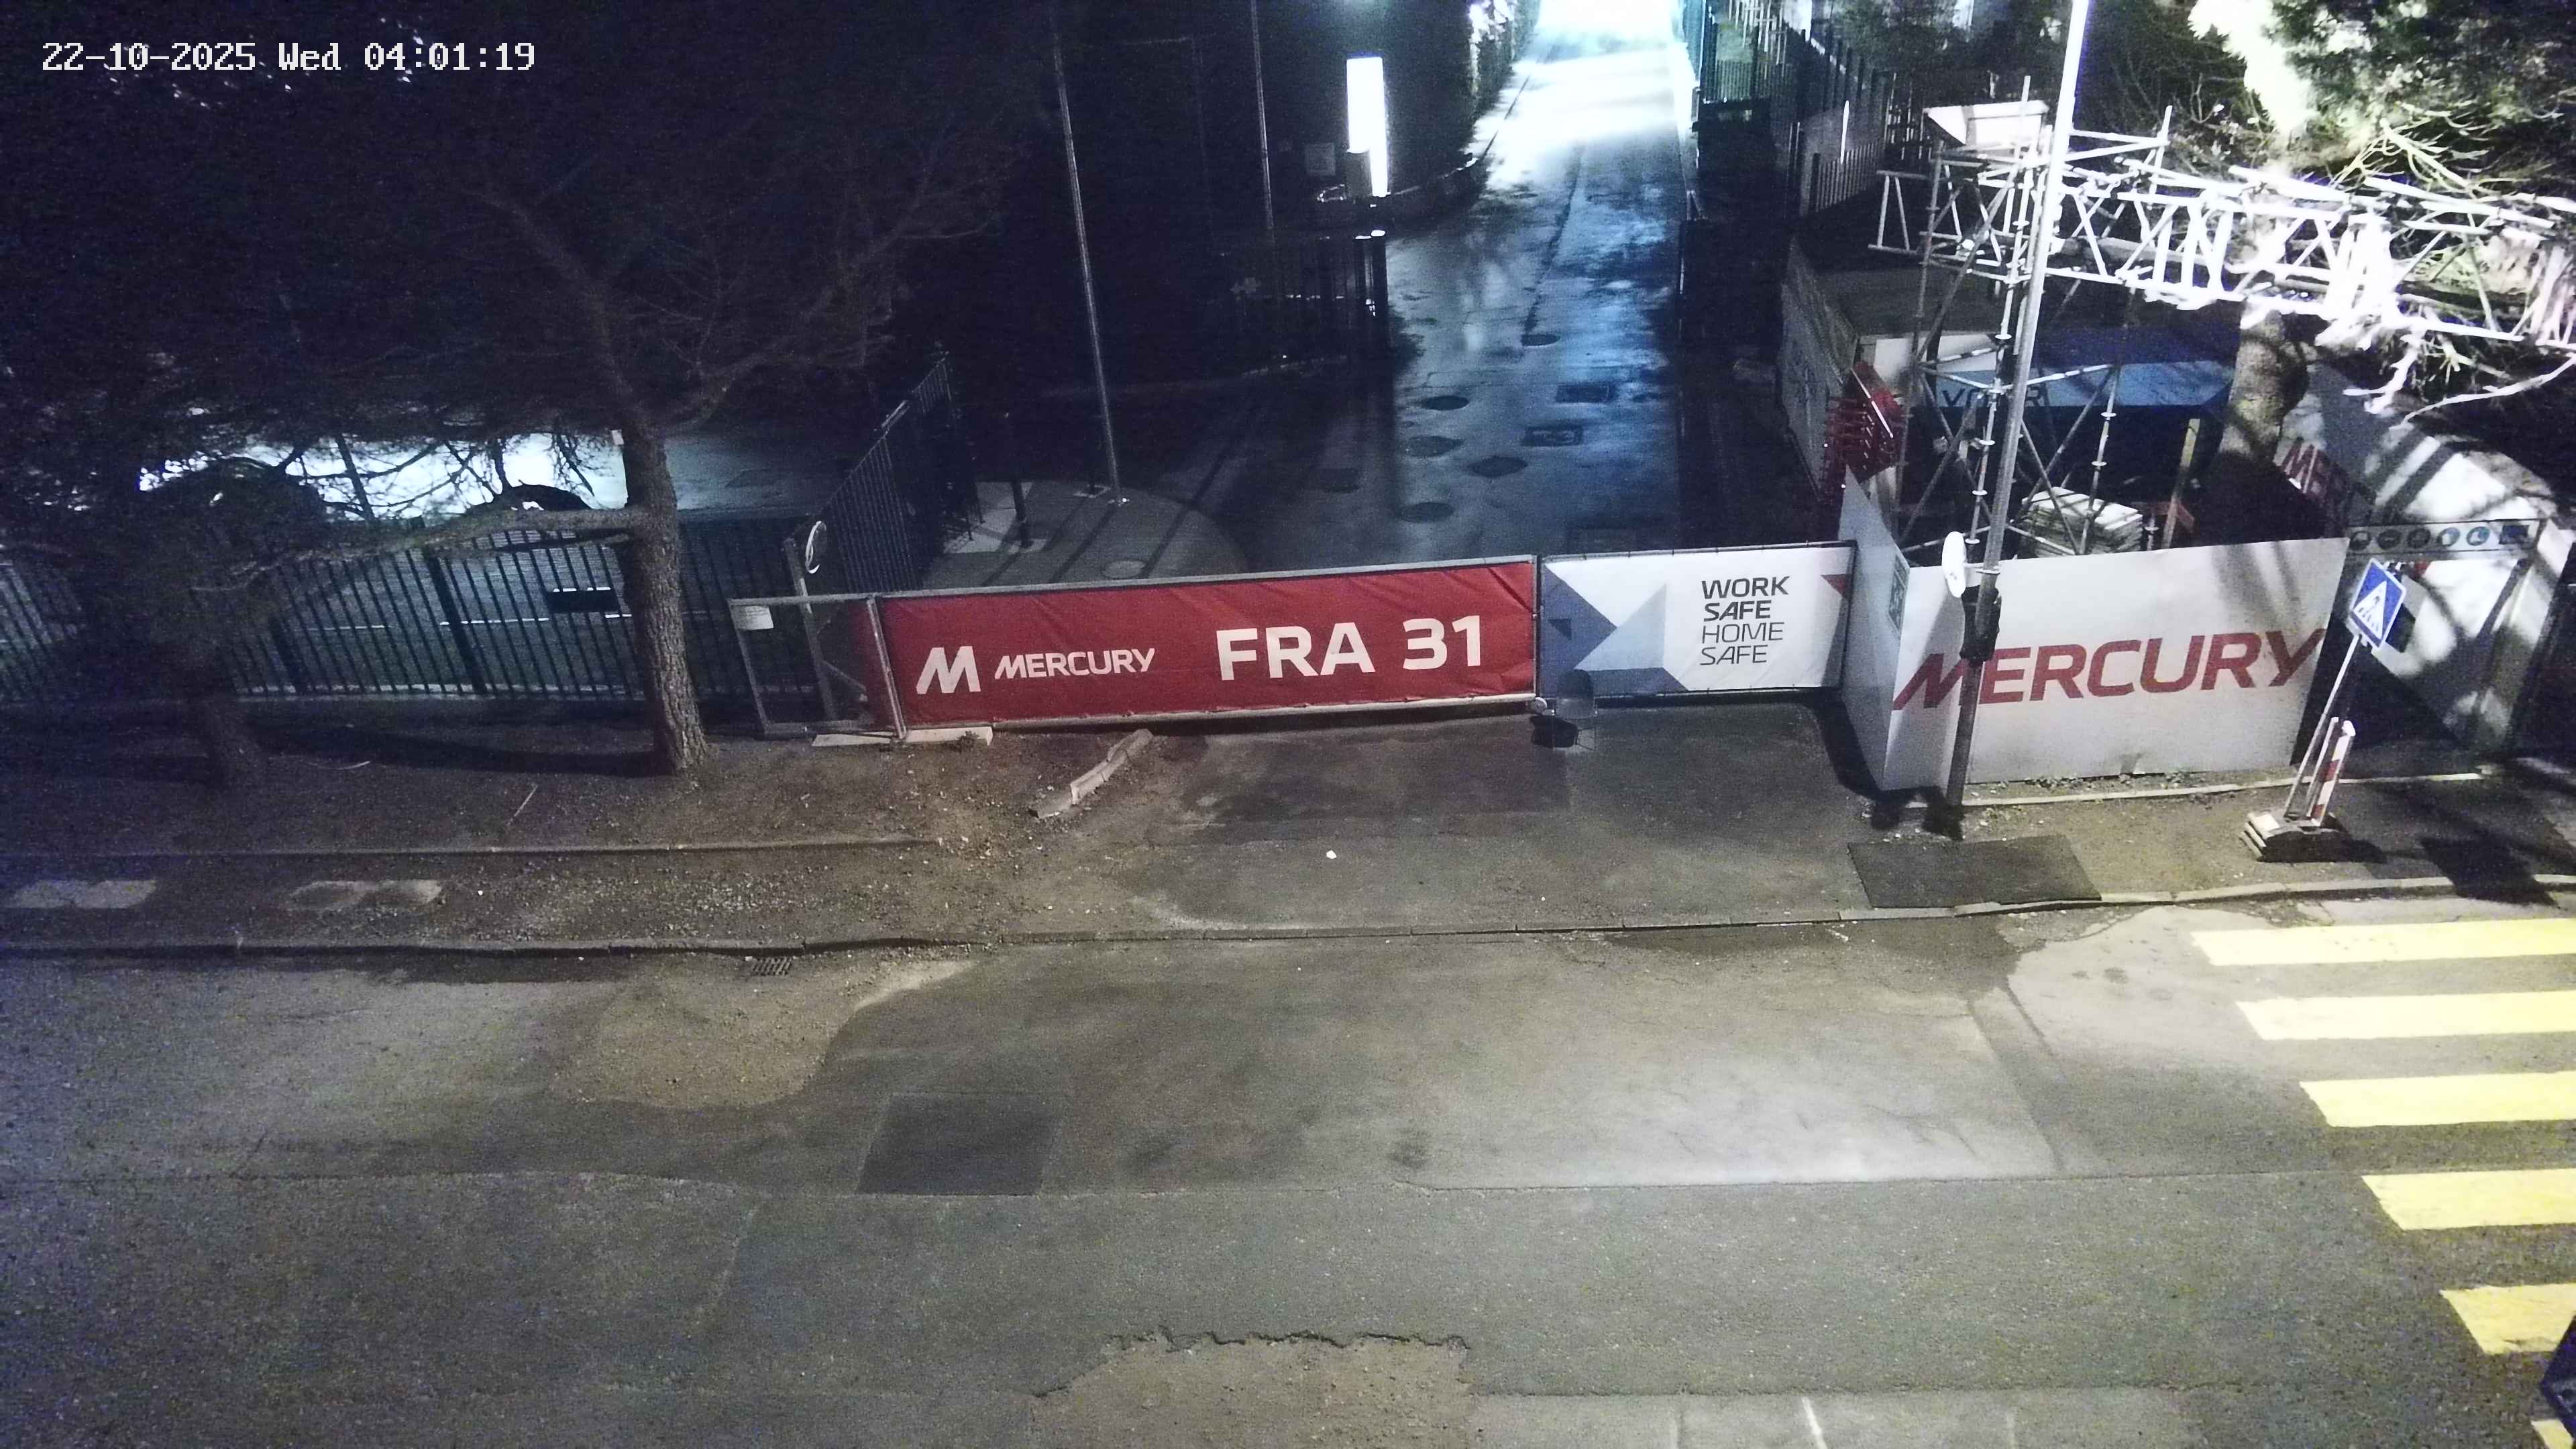 22-10-2025 Wed 04:01:19
MERCURY FRA 31
WORK
SAFE
HOME
SAFE
MERCURY